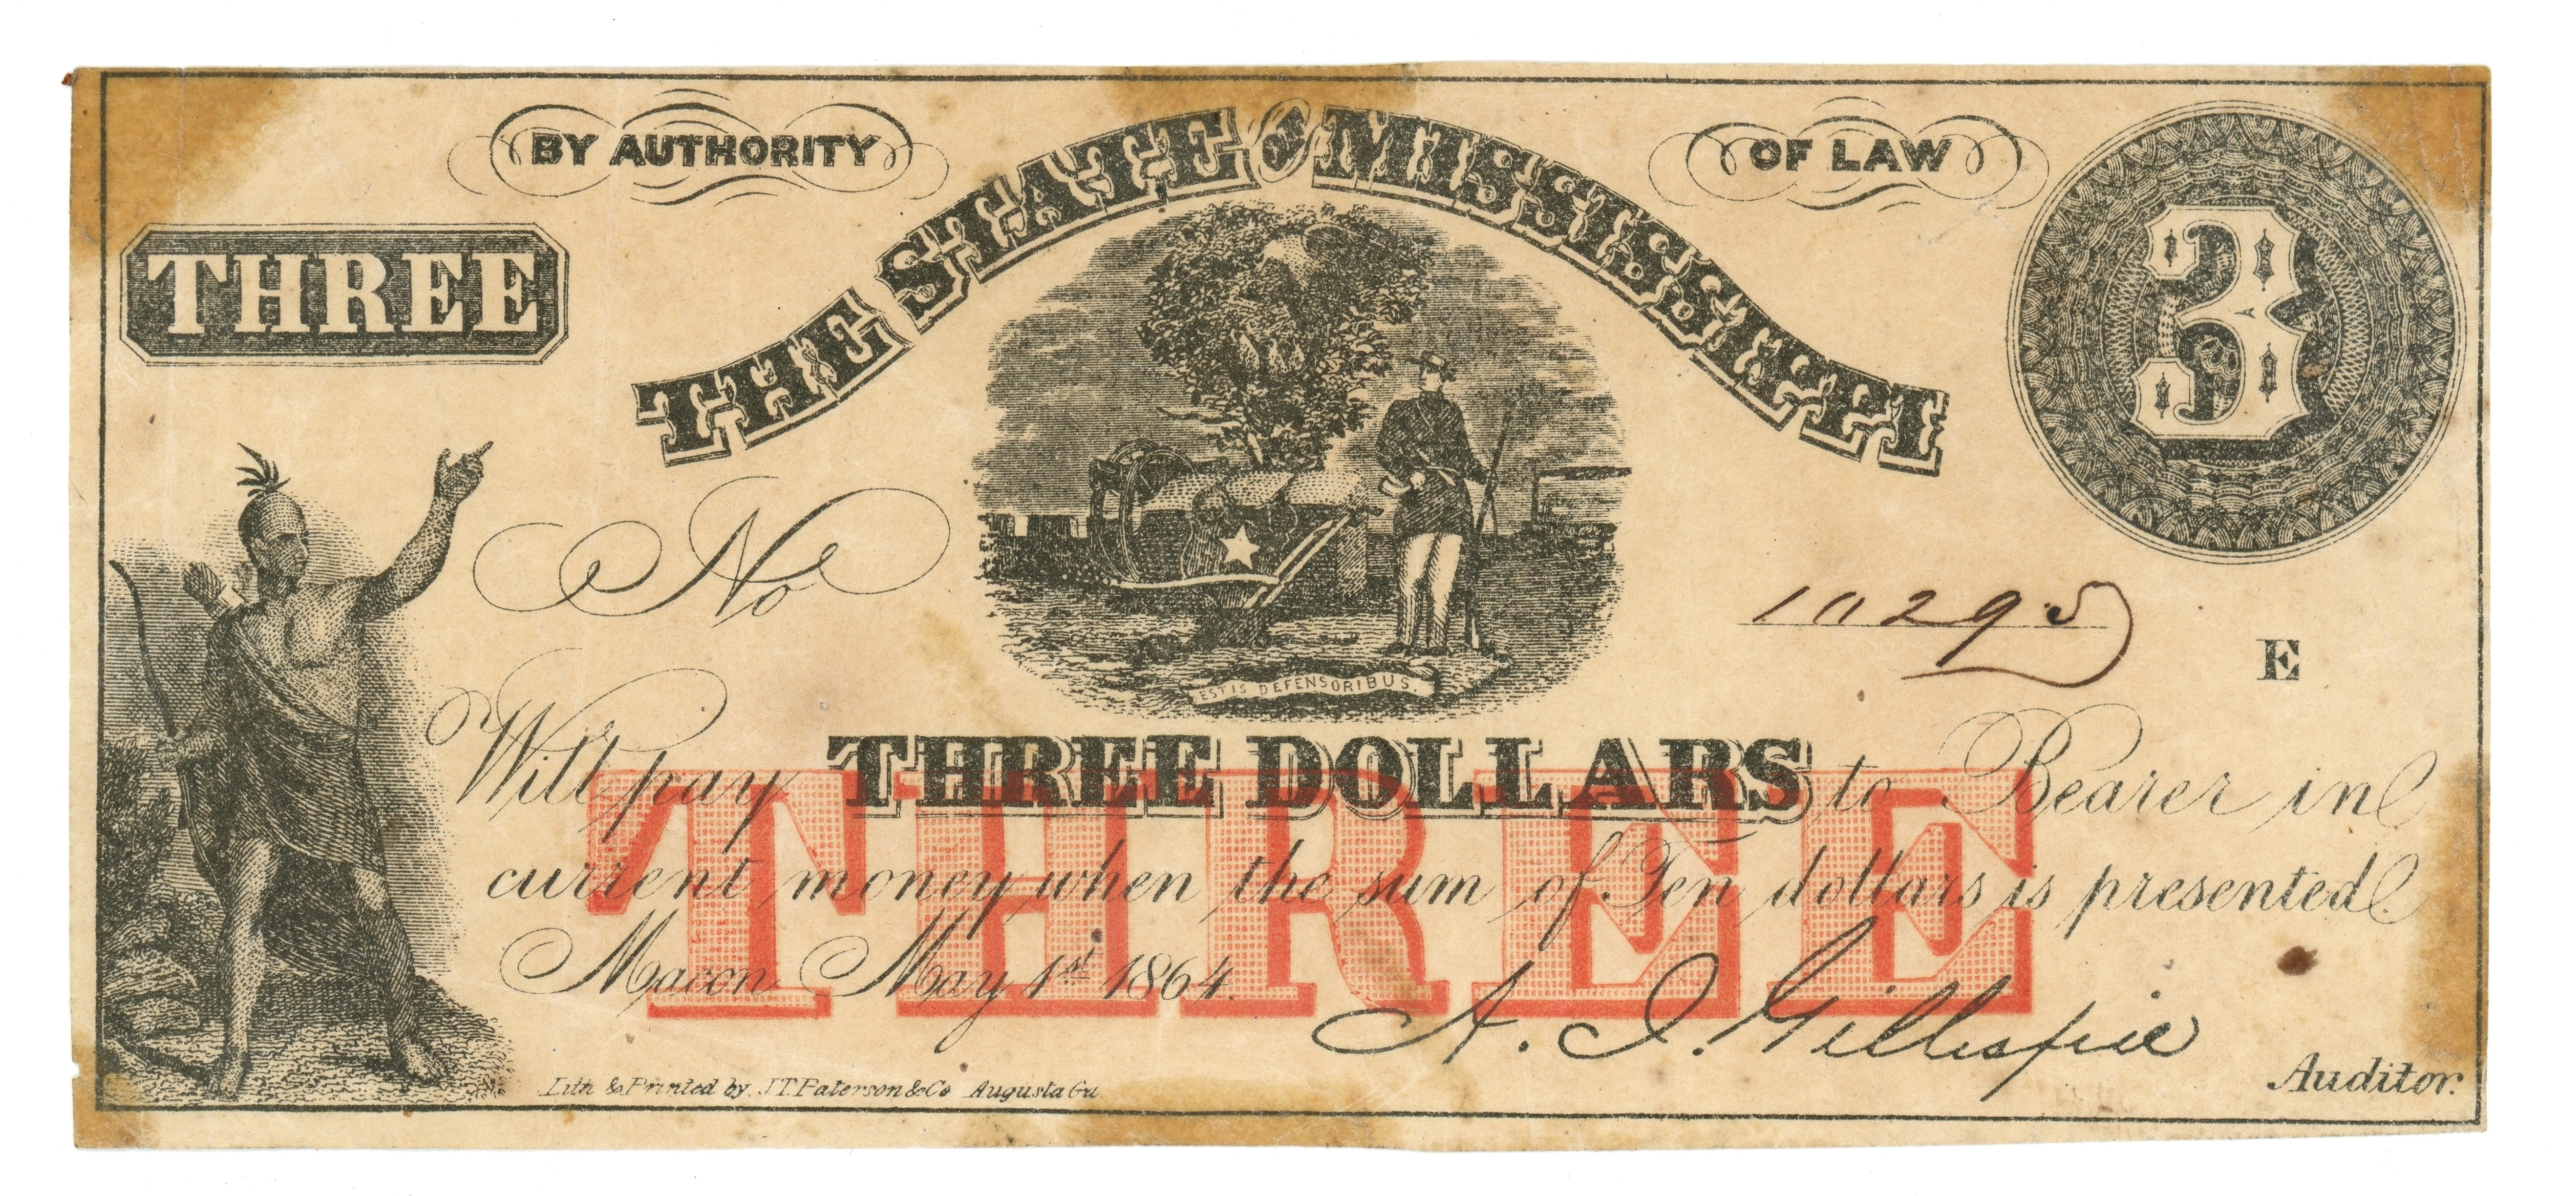 BY AUTHORITY OF LAW
THE STATE OF MISSISSIPPI
THREE
3
No 10295
E
ESTIS DEFENSORIBUS.
Will pay THREE DOLLARS to Bearer in
THREE
current money when the sum of Ten dollars is presented
Macon May 1st 1864.
A. J. Gillespie
Auditor.
Lith & Printed by J.T. Paterson & Co Augusta Ga